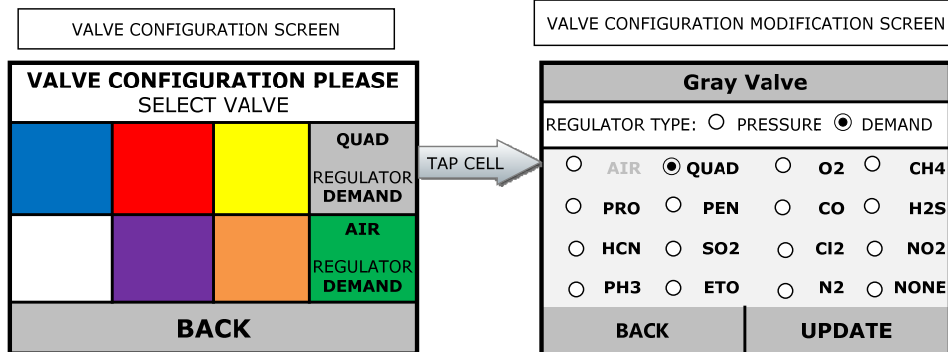 VALVE CONFIGURATION SCREEN
VALVE CONFIGURATION PLEASE
SELECT VALVE
QUAD
REGULATOR
DEMAND
AIR
REGULATOR
DEMAND
BACK
TAP CELL
VALVE CONFIGURATION MODIFICATION SCREEN
Gray Valve
REGULATOR TYPE: PRESSURE DEMAND
AIR QUAD O2 CH4
PRO PEN CO H2S
HCN SO2 Cl2 NO2
PH3 ETO N2 NONE
BACK UPDATE